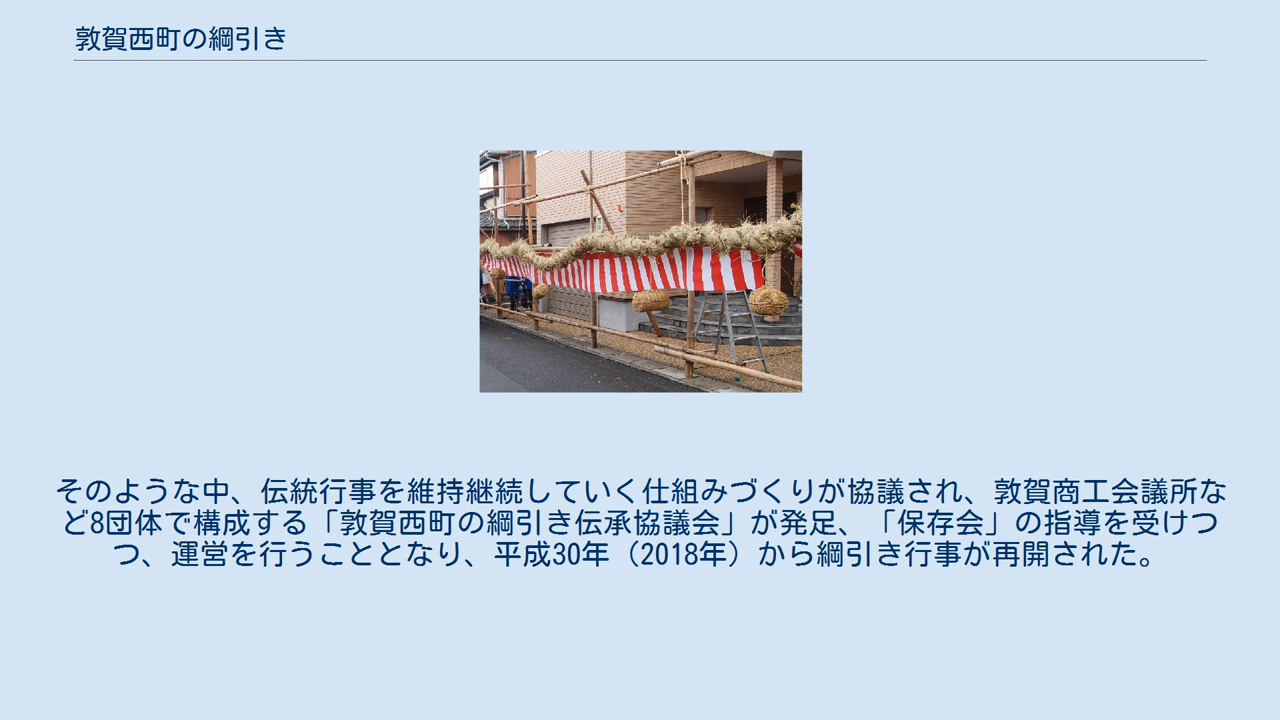 敦賀西町の綱引き
そのような中、伝統行事を維持継続していく仕組みづくりが協議され、敦賀商工会議所な
ど8団体で構成する「敦賀西町の綱引き伝承協議会」が発足、「保存会」の指導を受けつ
つ、運営を行うこととなり、平成30年（2018年）から綱引き行事が再開された。